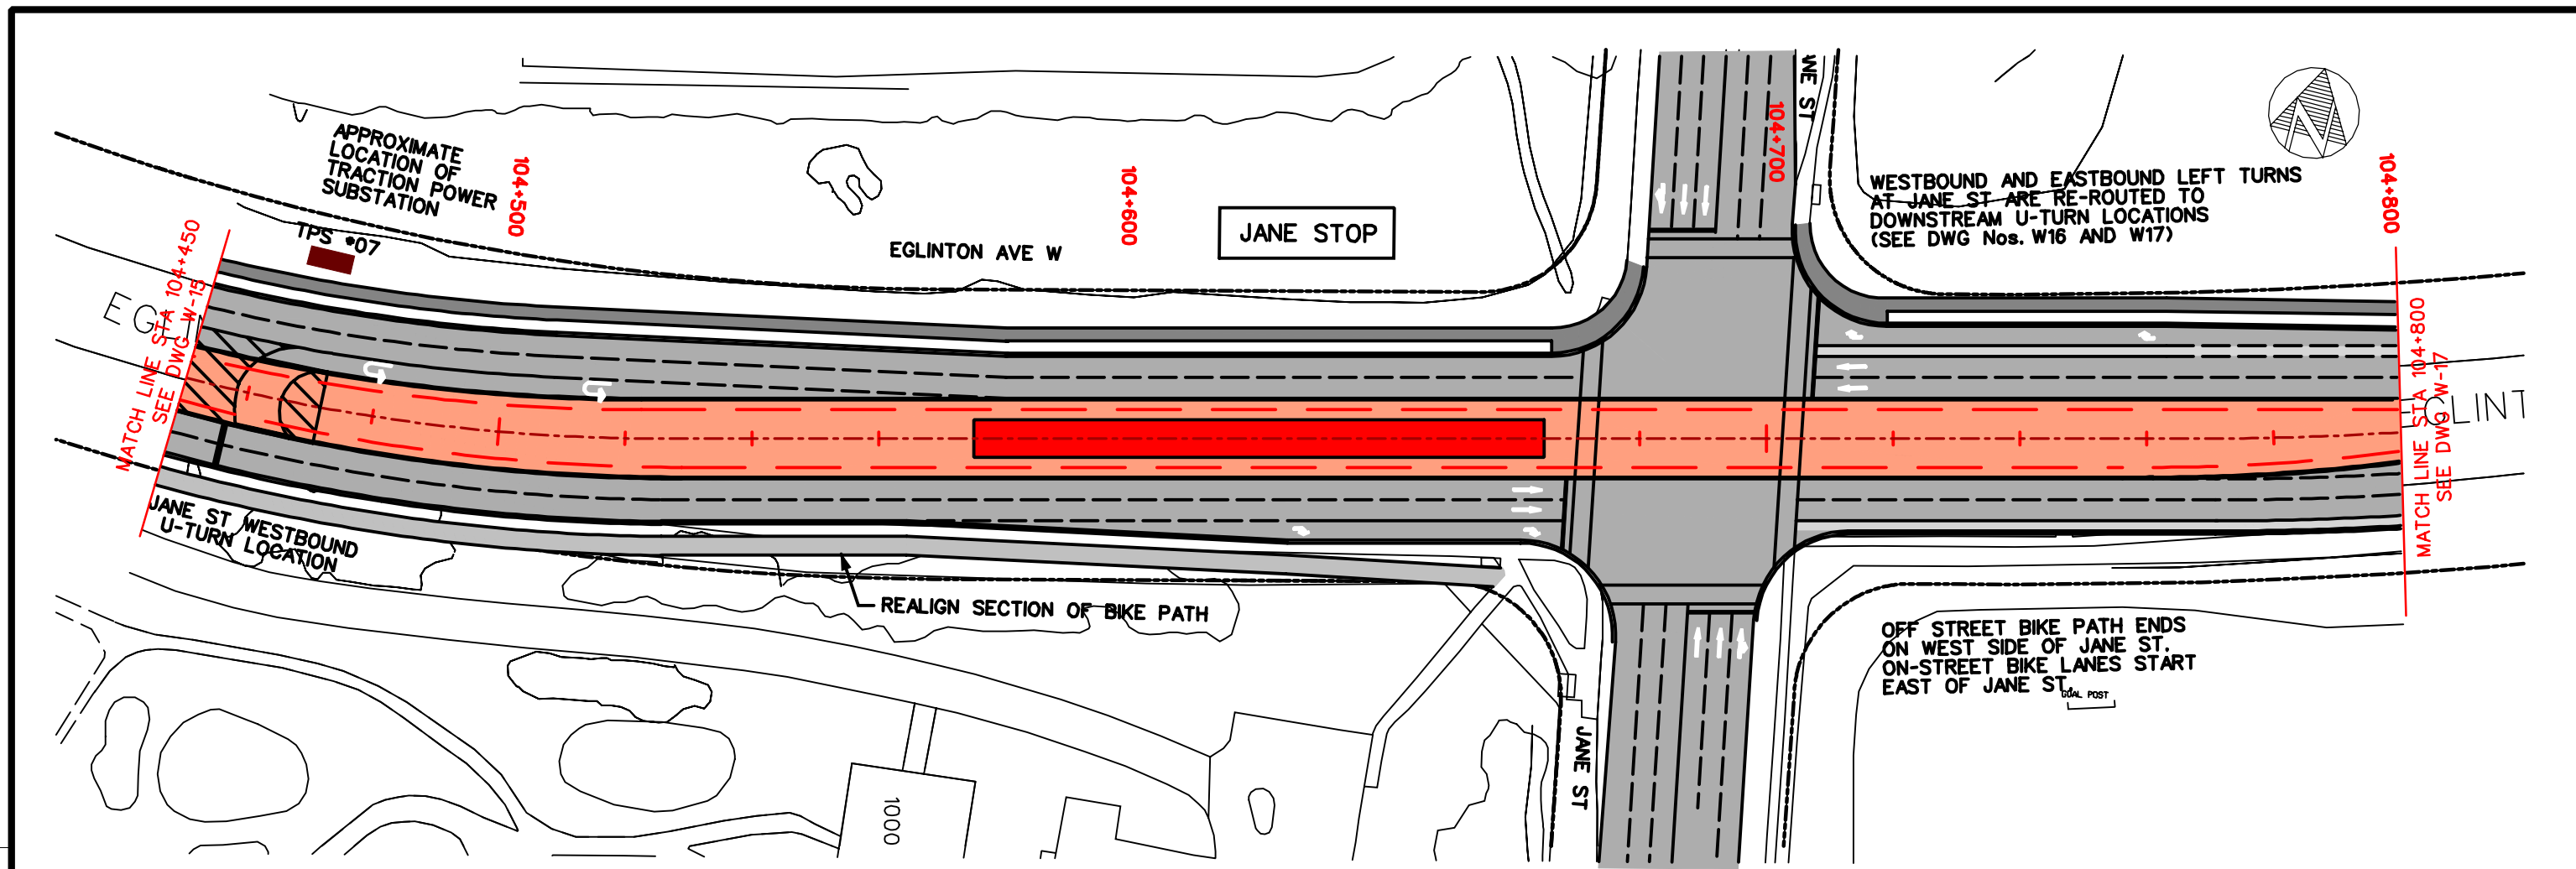 APPROXIMATE
LOCATION OF
TRACTION POWER
SUBSTATION
TPS #07
104+500
EGLINTON AVE W
104+600
JANE STOP
104+700
WESTBOUND AND EASTBOUND LEFT TURNS
AT JANE ST ARE RE-ROUTED TO
DOWNSTREAM U-TURN LOCATIONS
(SEE DWG Nos. W16 AND W17)
104+800
MATCH LINE STA 104+450
SEE DWG W-15
MATCH LINE STA 104+800
SEE DWG W-17
CLINT
JANE ST WESTBOUND
U-TURN LOCATION
REALIGN SECTION OF BIKE PATH
OFF STREET BIKE PATH ENDS
ON WEST SIDE OF JANE ST.
ON-STREET BIKE LANES START
EAST OF JANE ST.
GOAL POST
JANE ST
1000